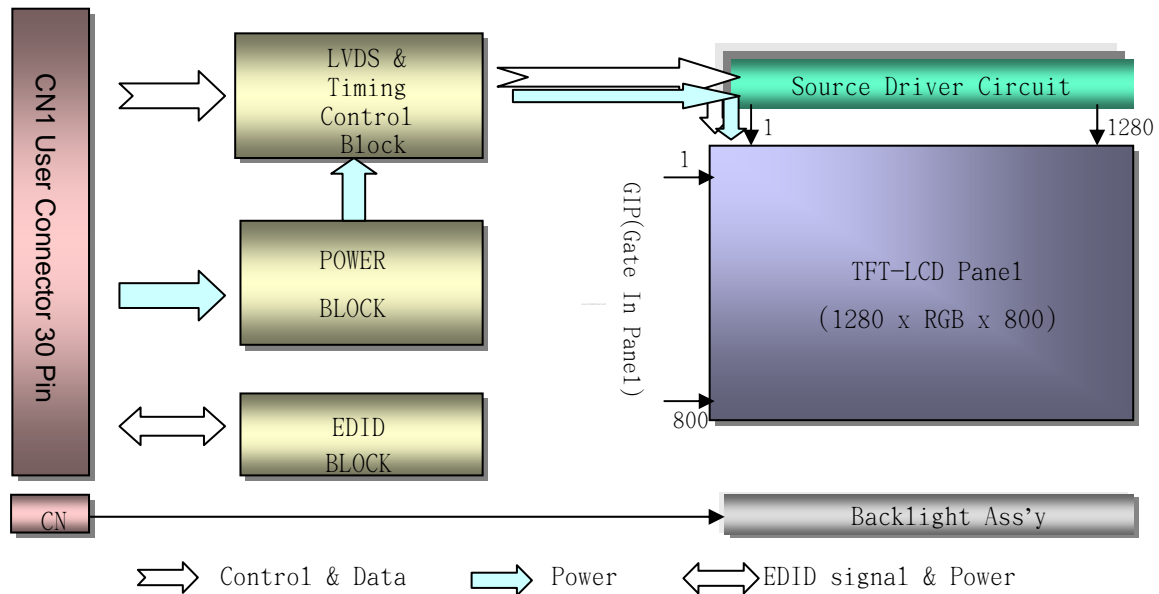 CN1 User Connector 30 Pin
LVDS &
Timing
Control
Block
POWER
BLOCK
EDID
BLOCK
Source Driver Circuit
1
1280
1
GIP(Gate In Panel)
800
TFT-LCD Panel
(1280 x RGB x 800)
CN
Backlight Ass'y
Control & Data
Power
EDID signal & Power